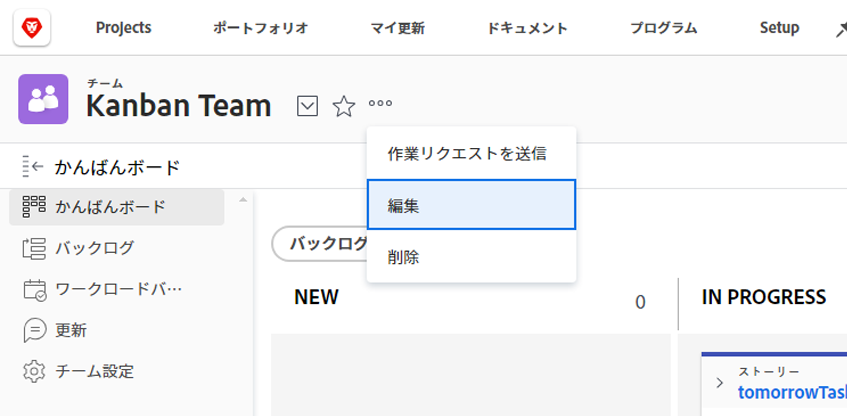 Projects ポートフォリオ マイ更新 ドキュメント プログラム Setup
チーム
Kanban Team
作業リクエストを送信
かんばんボード
編集
かんばんボード
バックログ
バックログ
削除
ワークロードバ…
NEW 0 IN PROGRESS
更新
チーム設定
ストーリー
tomorrowTask